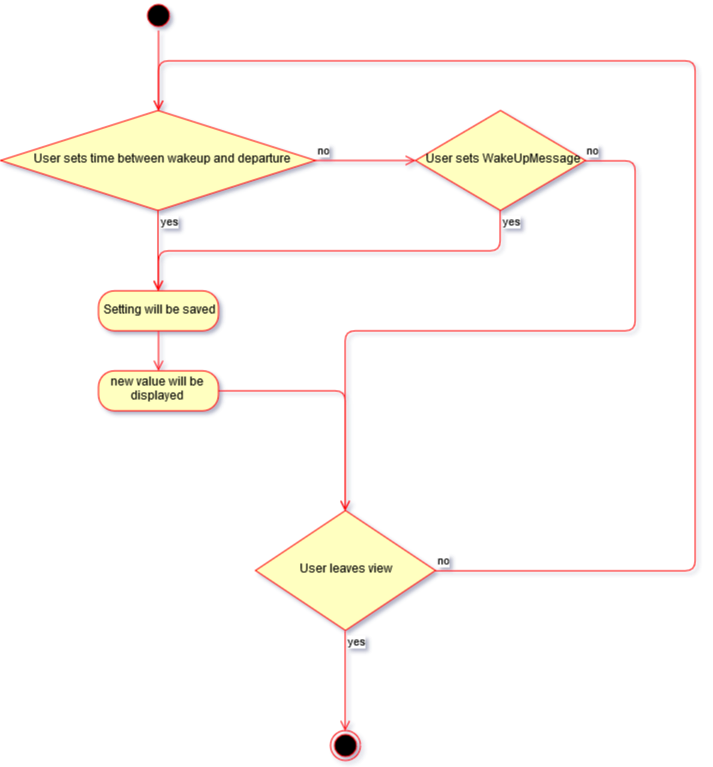 User sets time between wakeup and departure
no
User sets WakeUpMessage
no
yes
yes
Setting will be saved
new value will be
displayed
User leaves view
no
yes